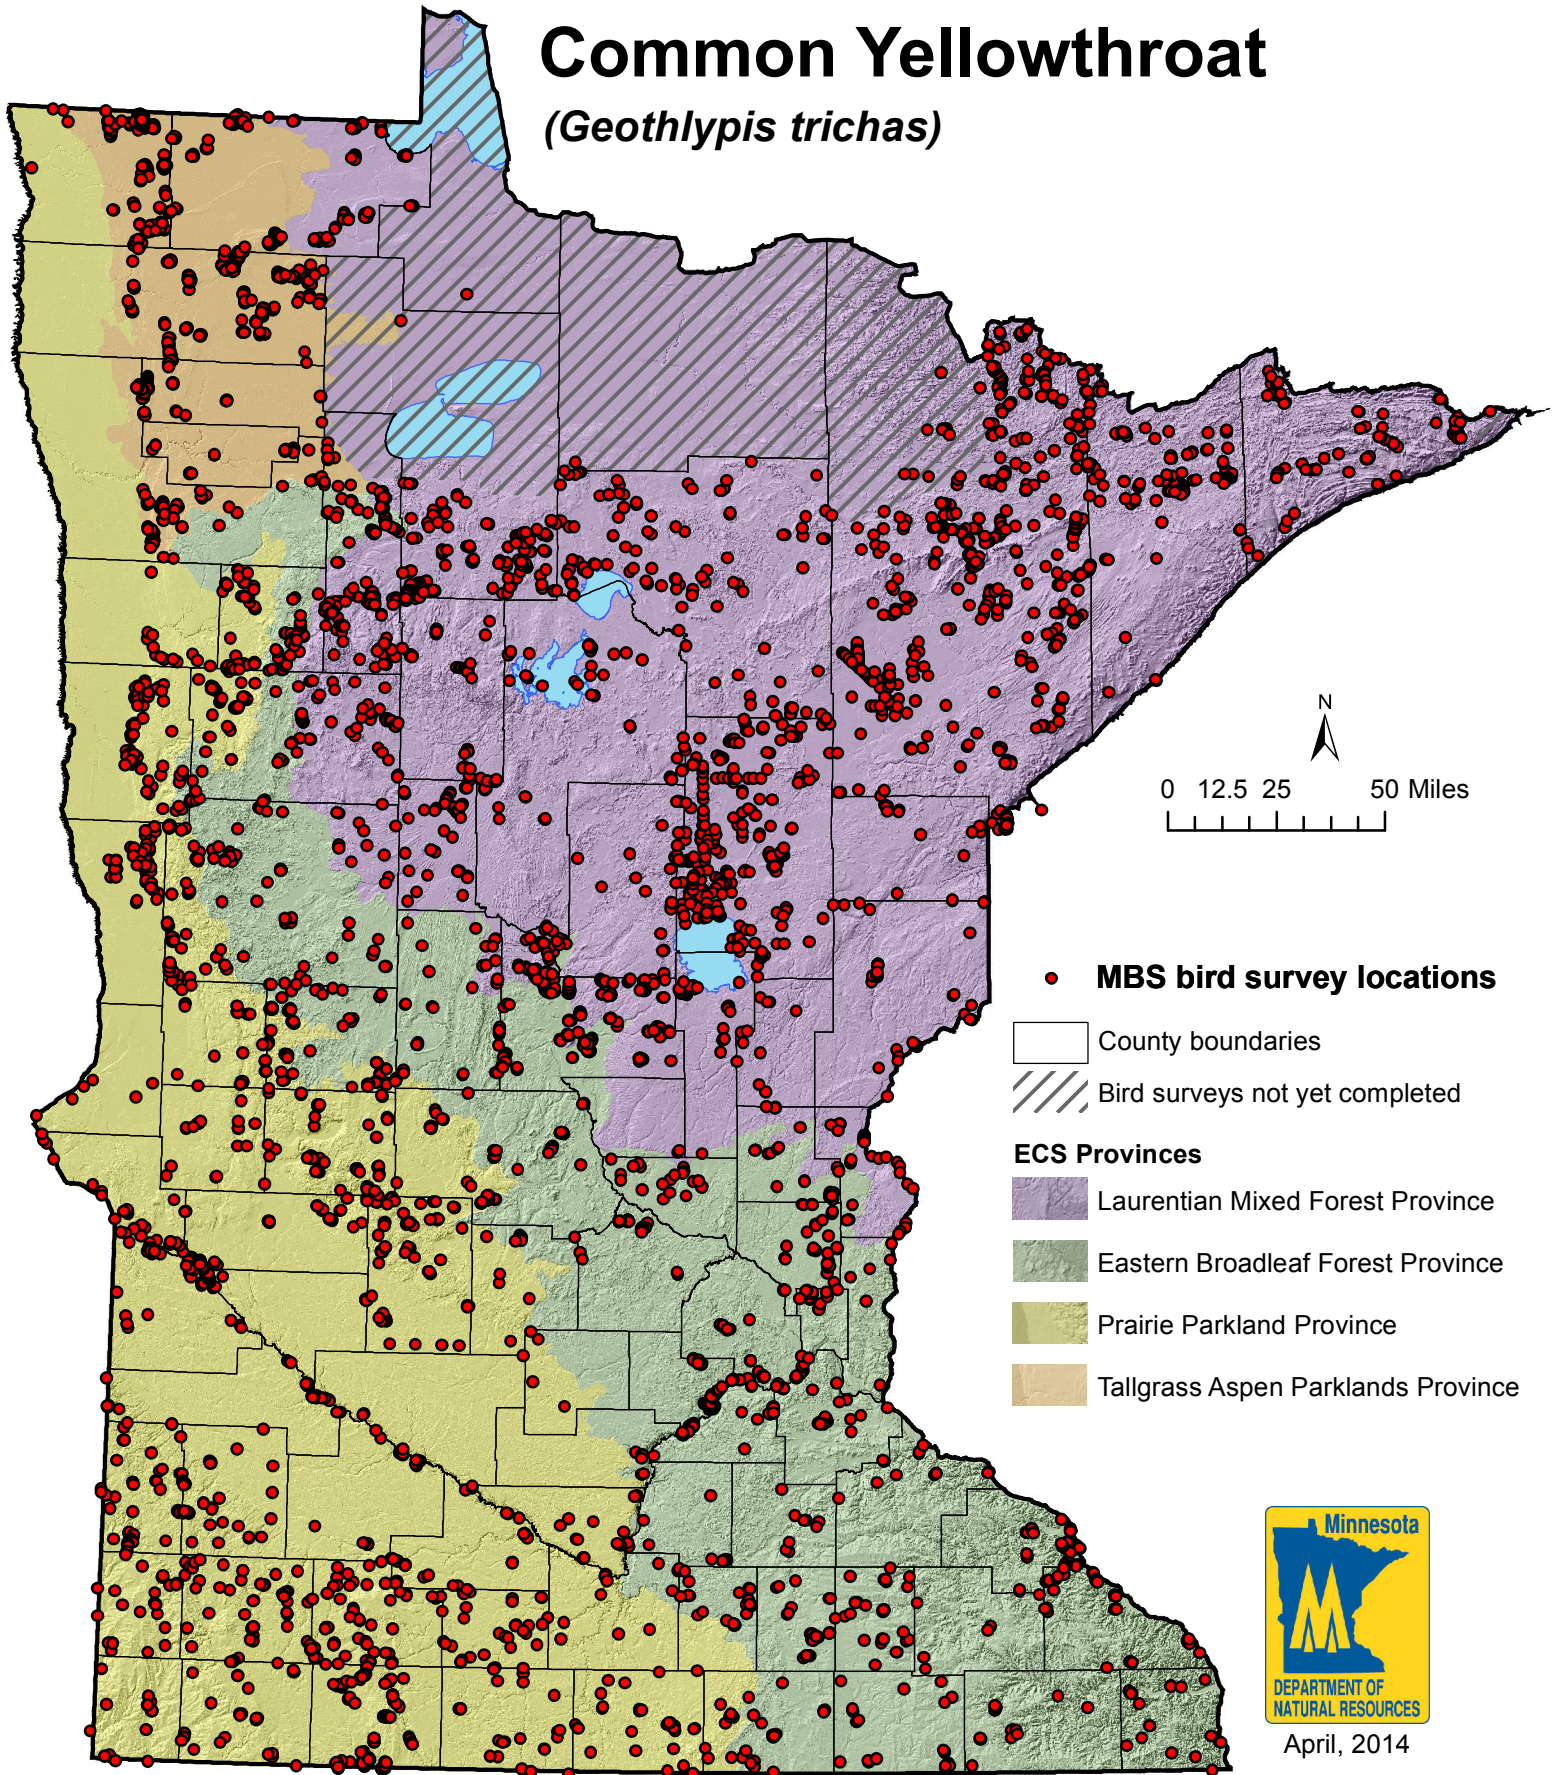 Common Yellowthroat
(Geothlypis trichas)
N
0 12.5 25 50 Miles
MBS bird survey locations
County boundaries
Bird surveys not yet completed
ECS Provinces
Laurentian Mixed Forest Province
Eastern Broadleaf Forest Province
Prairie Parkland Province
Tallgrass Aspen Parklands Province
Minnesota
DEPARTMENT OF
NATURAL RESOURCES
April, 2014